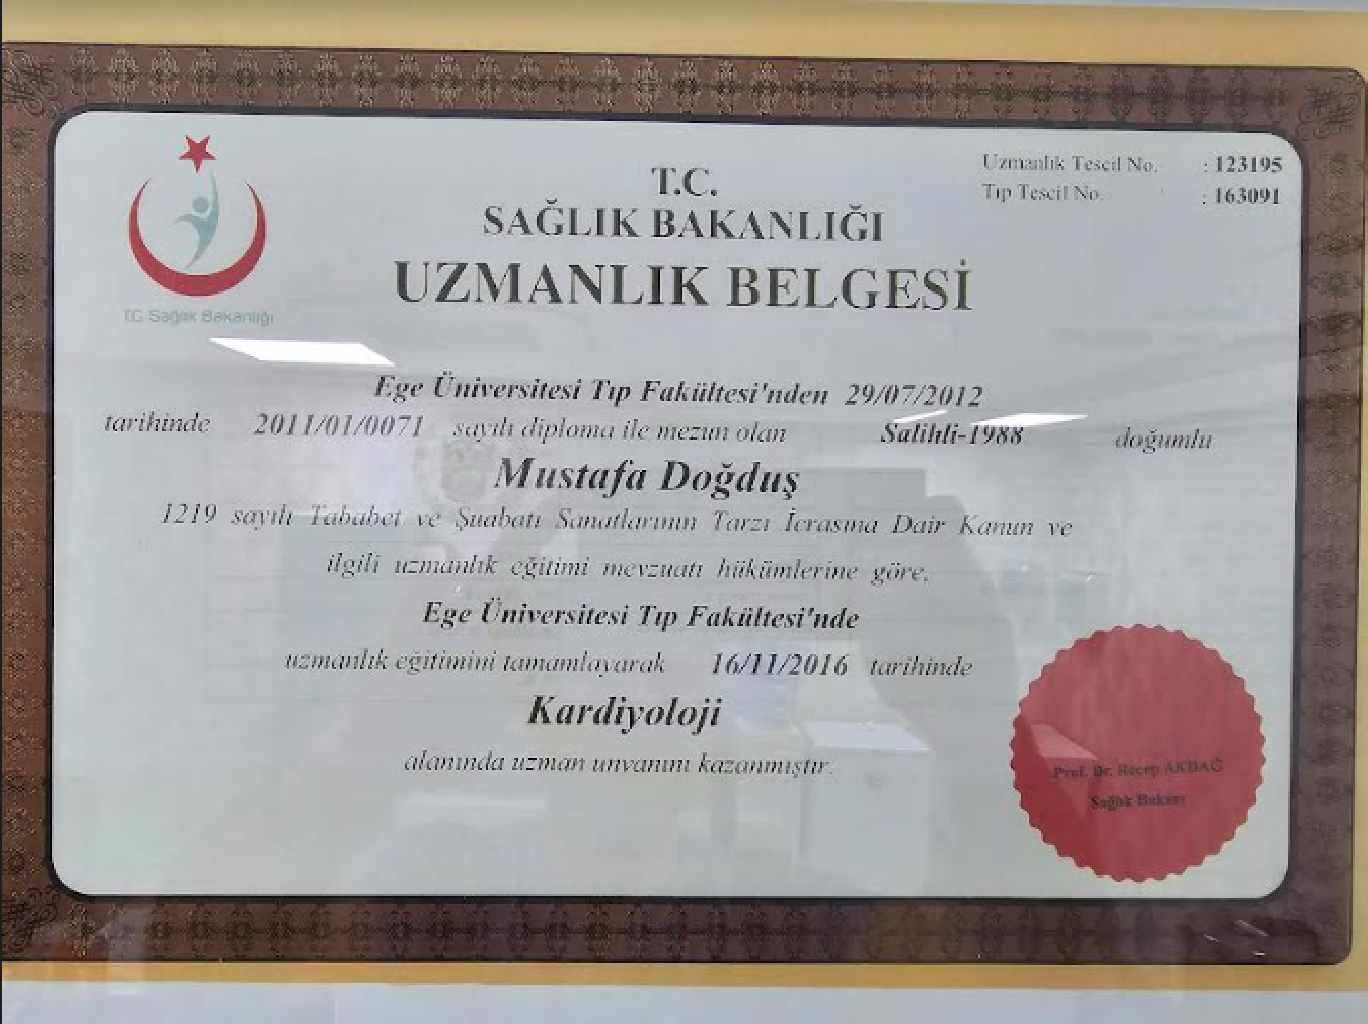 Uzmanlık Tescil No. : 123195
Tıp Tescil No. : 163091
T.C.
SAĞLIK BAKANLIĞI
UZMANLIK BELGESİ
T.C. Sağlık Bakanlığı
Ege Üniversitesi Tıp Fakültesi'nden 29/07/2012
tarihinde 2011/01/0071 sayılı diploma ile mezun olan Salihli-1988 doğumlu
Mustafa Doğduş
1219 sayılı Tababet ve Şuabatı Sanatlarının Tarzı İcrasına Dair Kanun ve
ilgili uzmanlık eğitimi mevzuatı hükümlerine göre,
Ege Üniversitesi Tıp Fakültesi'nde
uzmanlık eğitimini tamamlayarak 16/11/2016 tarihinde
Kardiyoloji
alanında uzman unvanını kazanmıştır.
Prof. Dr. Recep AKDAĞ
Sağlık Bakanı